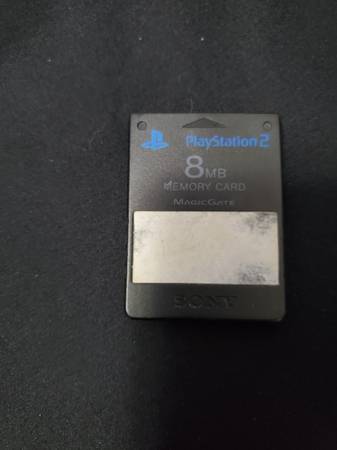 PlayStation 2
8MB
MEMORY CARD
MAGICGATE
SONY